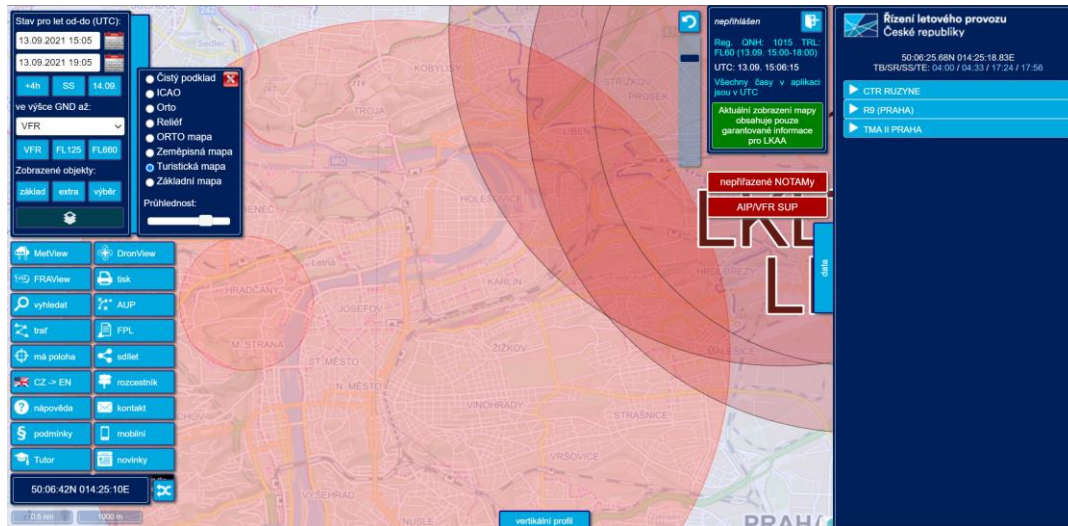 Stav pro let od-do (UTC):
13.09.2021 15:05
13.09.2021 19:05
+4h SS 14.09.
ve výšce GND až:
VFR
VFR FL125 FL660
Zobrazené objekty:
základ extra výběr
Čistý podklad
ICAO
Orto
Reliéf
ORTO mapa
Zeměpisná mapa
Turistická mapa
Základní mapa
Průhlednost:
MetView DronView
FRAView tisk
vyhledat AUP
trať FPL
má poloha sdílet
CZ -> EN rozcestník
nápověda kontakt
podmínky mobilní
Tutor novinky
50:06:42N 014:25:10E
0,5 nm 1000 m
Sedlec
KOBYLISY
STŘÍŽKOV
PROSEK
TROJA
LIBEŇ
MO
HOLEŠOVICE
Letná
HRADČANY
KARLÍN
HRDLOŘEZY
JOSEFOV
M. STRANA
ST. MĚSTO
ŽIŽKOV
MALEŠICE
N. MĚSTO
VINOHRADY
STRAŠNICE
VRŠOVICE
VYŠEHRAD
NUSLE
vertikální profil
nepřihlášen
Reg. QNH: 1015 TRL:
FL60 (13.09. 15:00-18:00)
UTC: 13.09. 15:06:15
Všechny časy v aplikaci
jsou v UTC
Aktuální zobrazení mapy
obsahuje pouze
garantované informace
pro LKAA
nepřiřazené NOTAMy
AIP/VFR SUP
data
Řízení letového provozu
České republiky
50:06:25.68N 014:25:18.83E
TB/SR/SS/TE: 04:00 / 04:33 / 17:24 / 17:56
CTR RUZYNE
R9 (PRAHA)
TMA II PRAHA